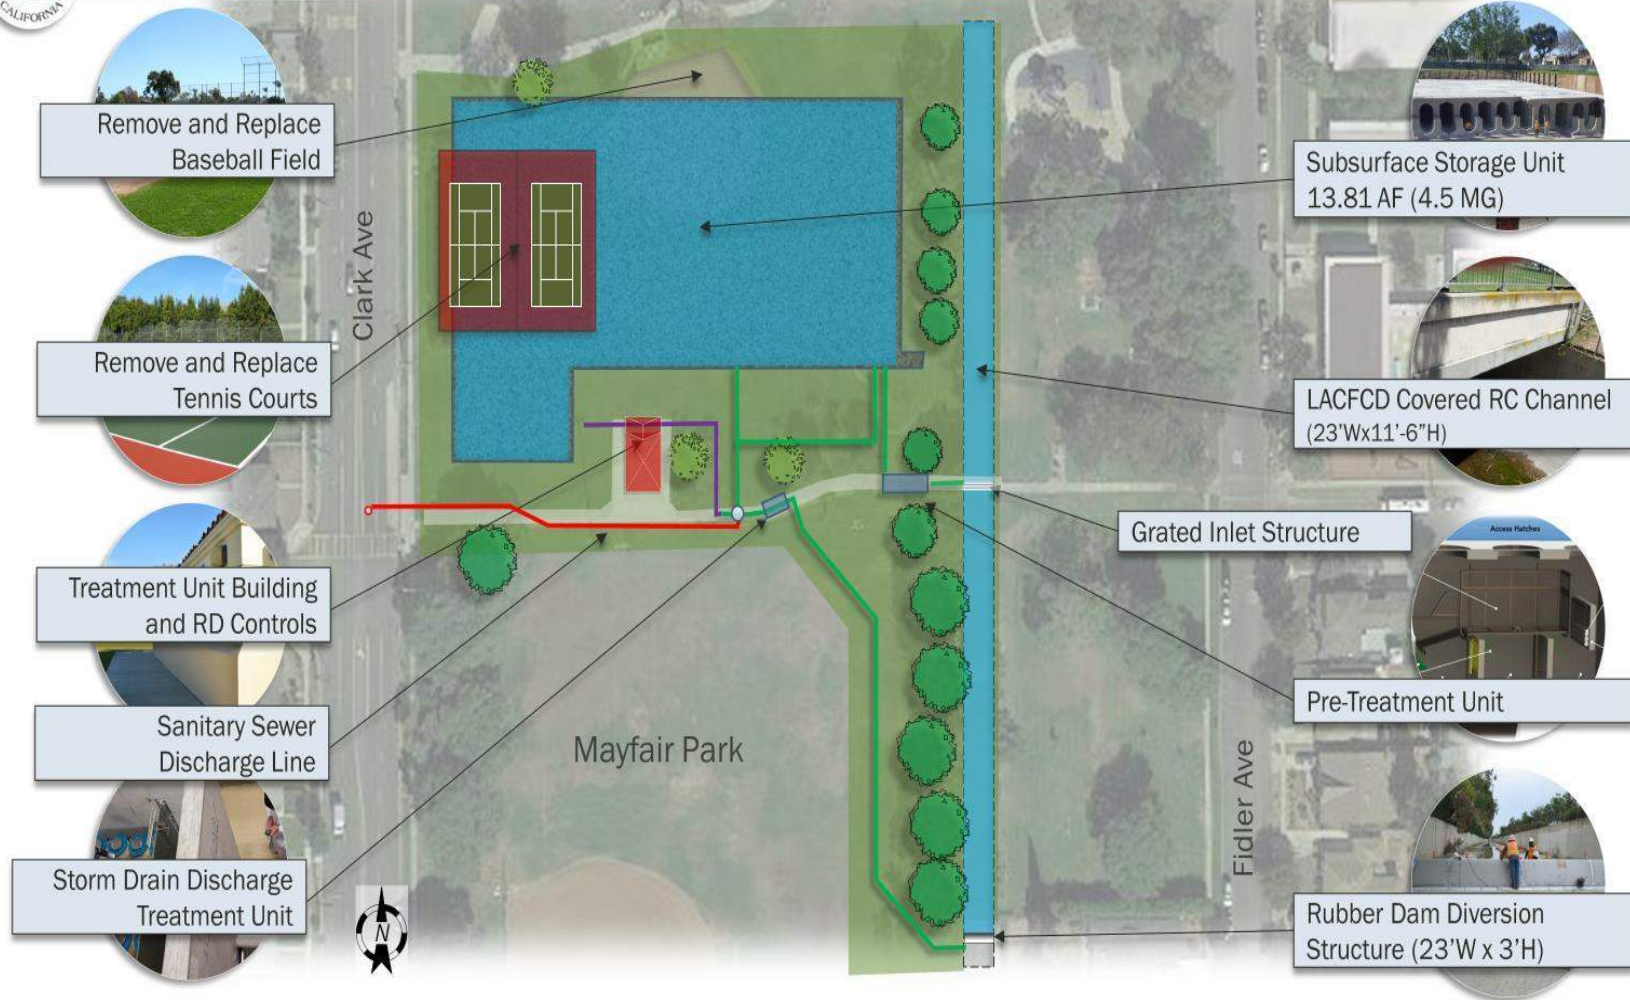 CALIFORNIA
Remove and Replace
Baseball Field
Remove and Replace
Tennis Courts
Treatment Unit Building
and RD Controls
Sanitary Sewer
Discharge Line
Storm Drain Discharge
Treatment Unit
Clark Ave
Mayfair Park
N
Fidler Ave
Subsurface Storage Unit
13.81 AF (4.5 MG)
LACFCD Covered RC Channel
(23'Wx11'-6"H)
Grated Inlet Structure
Access Hatches
Pre-Treatment Unit
Rubber Dam Diversion
Structure (23'W x 3'H)